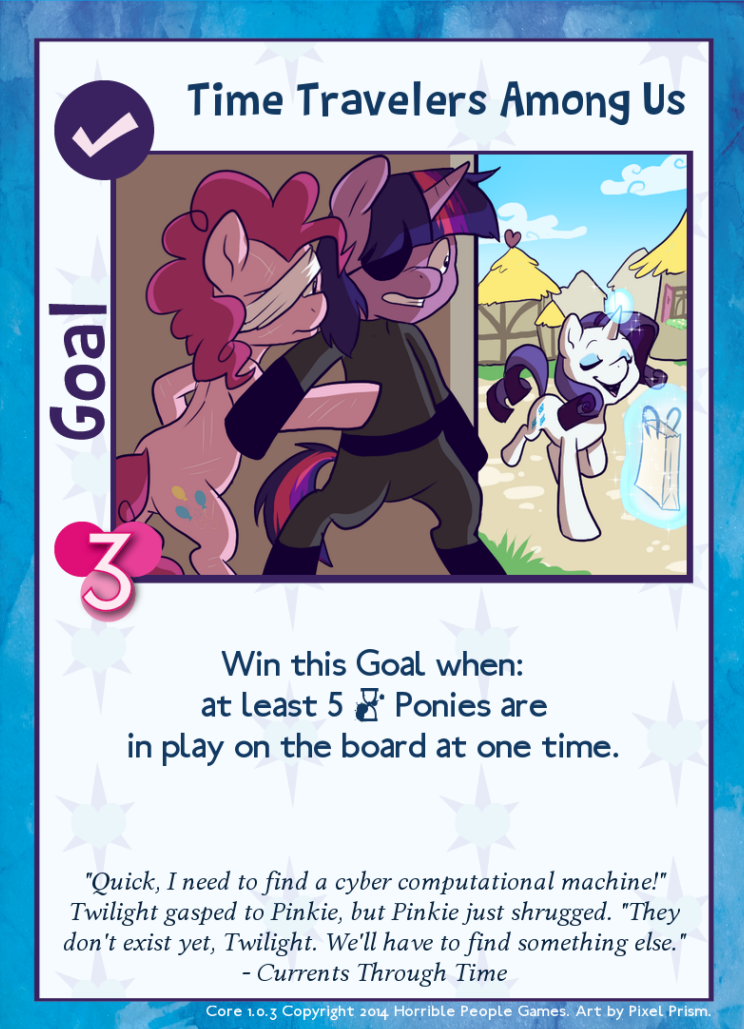 Time Travelers Among Us
Goal
3
Win this Goal when:
at least 5 Ponies are
in play on the board at one time.
"Quick, I need to find a cyber computational machine!"
Twilight gasped to Pinkie, but Pinkie just shrugged. "They
don't exist yet, Twilight. We'll have to find something else."
- Currents Through Time
Core 1.0.3 Copyright 2014 Horrible People Games. Art by Pixel Prism.